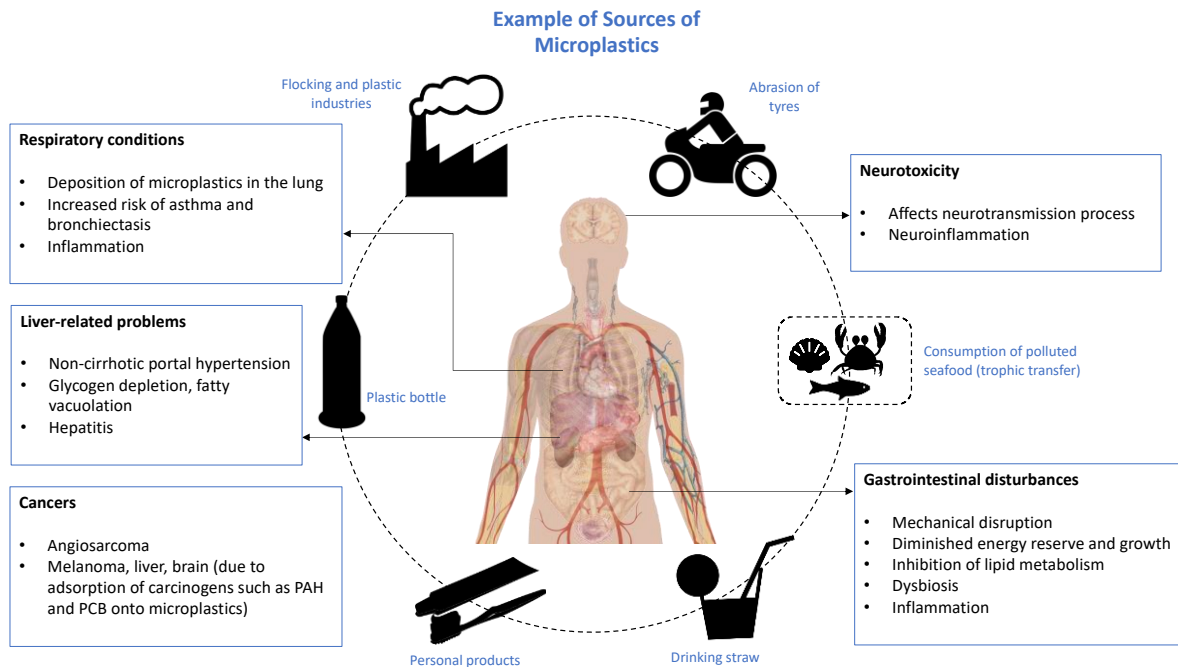 Example of Sources of
Microplastics
Flocking and plastic
industries
Abrasion of
tyres
Respiratory conditions
• Deposition of microplastics in the lung
• Increased risk of asthma and
bronchiectasis
• Inflammation
Neurotoxicity
• Affects neurotransmission process
• Neuroinflammation
Liver-related problems
• Non-cirrhotic portal hypertension
• Glycogen depletion, fatty
vacuolation
• Hepatitis
Plastic bottle
Consumption of polluted
seafood (trophic transfer)
Cancers
• Angiosarcoma
• Melanoma, liver, brain (due to
adsorption of carcinogens such as PAH
and PCB onto microplastics)
Gastrointestinal disturbances
• Mechanical disruption
• Diminished energy reserve and growth
• Inhibition of lipid metabolism
• Dysbiosis
• Inflammation
Personal products
Drinking straw